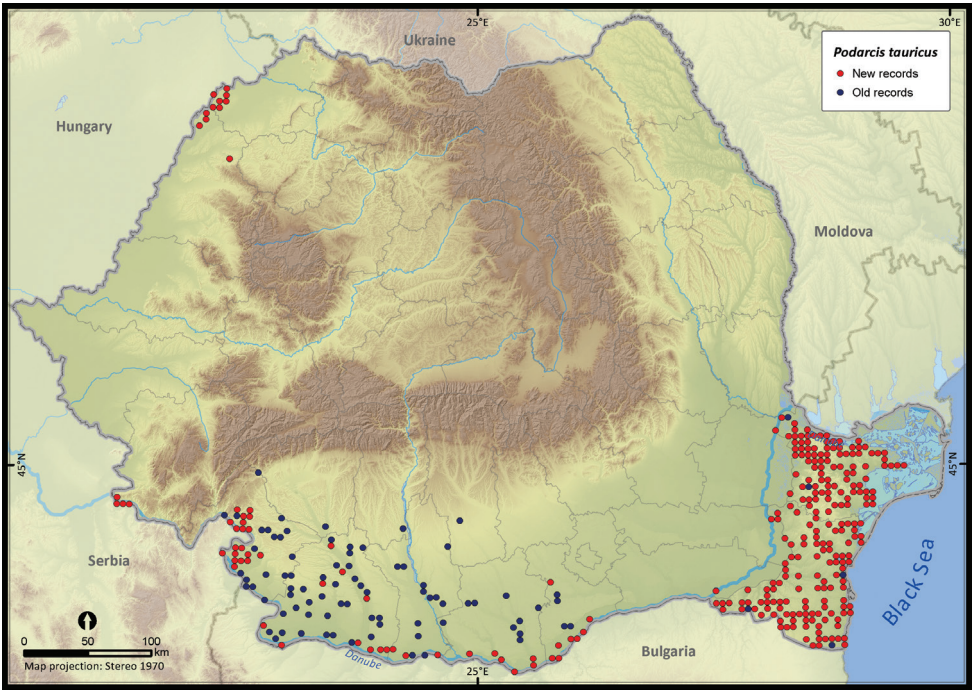 25°E
30°E
Ukraine
Podarcis tauricus
New records
Old records
Hungary
Moldova
45°N
45°N
Serbia
Black Sea
0 50 100
km
Map projection: Stereo 1970
Danube
Bulgaria
25°E